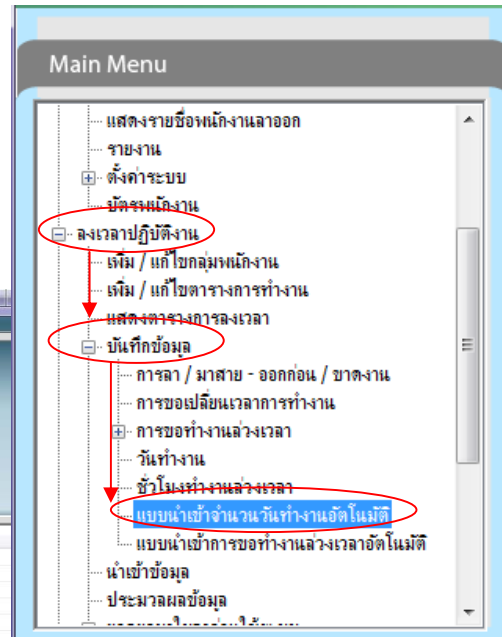 Main Menu
แสดงรายชื่อพนักงานลาออก
รายงาน
ตั้งค่าระบบ
บัตรพนักงาน
ลงเวลาปฏิบัติงาน
เพิ่ม / แก้ไขกลุ่มพนักงาน
เพิ่ม / แก้ไขตารางการทำงาน
แสดงตารางการลงเวลา
บันทึกข้อมูล
การลา / มาสาย - ออกก่อน / ขาดงาน
การขอเปลี่ยนเวลาการทำงาน
การขอทำงานล่วงเวลา
วันทำงาน
ชั่วโมงทำงานล่วงเวลา
แบบนำเข้าจำนวนวันทำงานอัตโนมัติ
แบบนำเข้าการขอทำงานล่วงเวลาอัตโนมัติ
นำเข้าข้อมูล
ประมวลผลข้อมูล